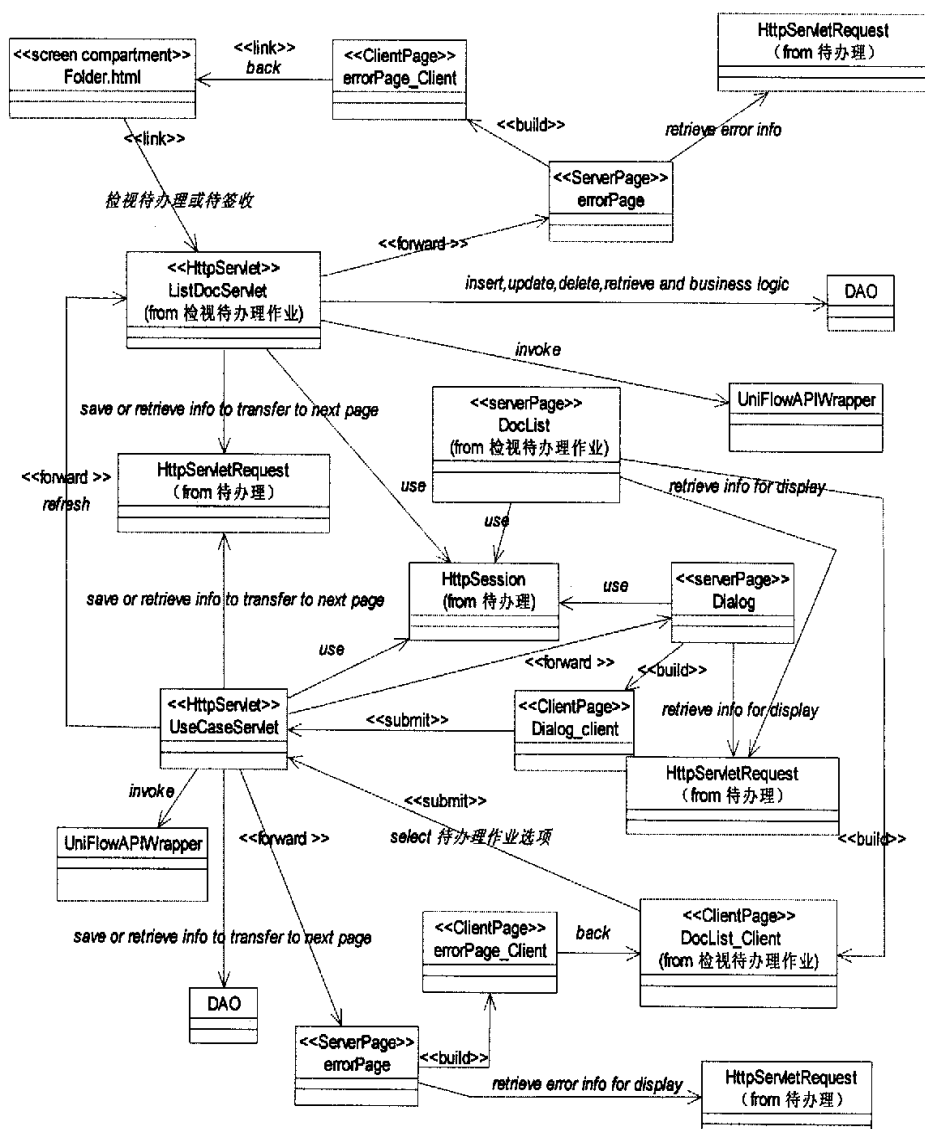 HttpServletRequest
(from 待办理)
<<screen compartment>>
Folder.html
<<link>>
back
<<ClientPage>>
errorPage_Client
<<link>>
<<build>>
retrieve error info
检视待办理或待签收
<<ServerPage>>
errorPage
<<forward >>
<<HttpServlet>>
ListDocServlet
(from 检视待办理作业)
insert,update,delete,retrieve and business logic
DAO
invoke
save or retrieve info to transfer to next page
<<serverPage>>
DocList
(from 检视待办理作业)
UniFlowAPIWrapper
<<forward >>
refresh
HttpServletRequest
(from 待办理)
use
retrieve info for display
use
HttpSession
(from 待办理)
use
<<serverPage>>
Dialog
save or retrieve info to transfer to next page
use
<<forward >>
<<build>>
<<HttpServlet>>
UseCaseServlet
<<submit>>
<<ClientPage>>
Dialog_client
retrieve info for display
HttpServletRequest
(from 待办理)
invoke
<<submit>>
UniFlowAPIWrapper
<<forward >>
select 待办理作业选项
<<build>>
save or retrieve info to transfer to next page
<<ClientPage>>
errorPage_Client
back
<<ClientPage>>
DocList_Client
(from 检视待办理作业)
DAO
<<ServerPage>>
errorPage
<<build>>
retrieve error info for display
HttpServletRequest
(from 待办理)